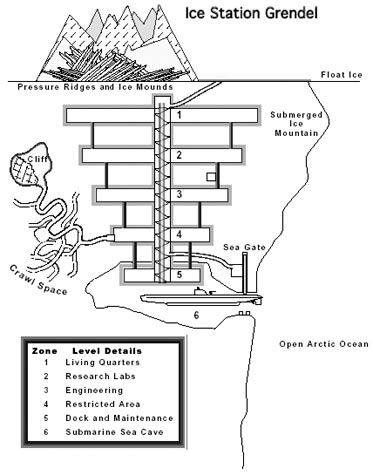 Ice Station Grendel
Float Ice
Pressure Ridges and Ice Mounds
1
Submerged
Ice
Mountain
2
Cliff
3
4
Sea Gate
Crawl Space
5
6
Open Arctic Ocean
Zone Level Details
1 Living Quarters
2 Research Labs
3 Engineering
4 Restricted Area
5 Dock and Maintenance
6 Submarine Sea Cave